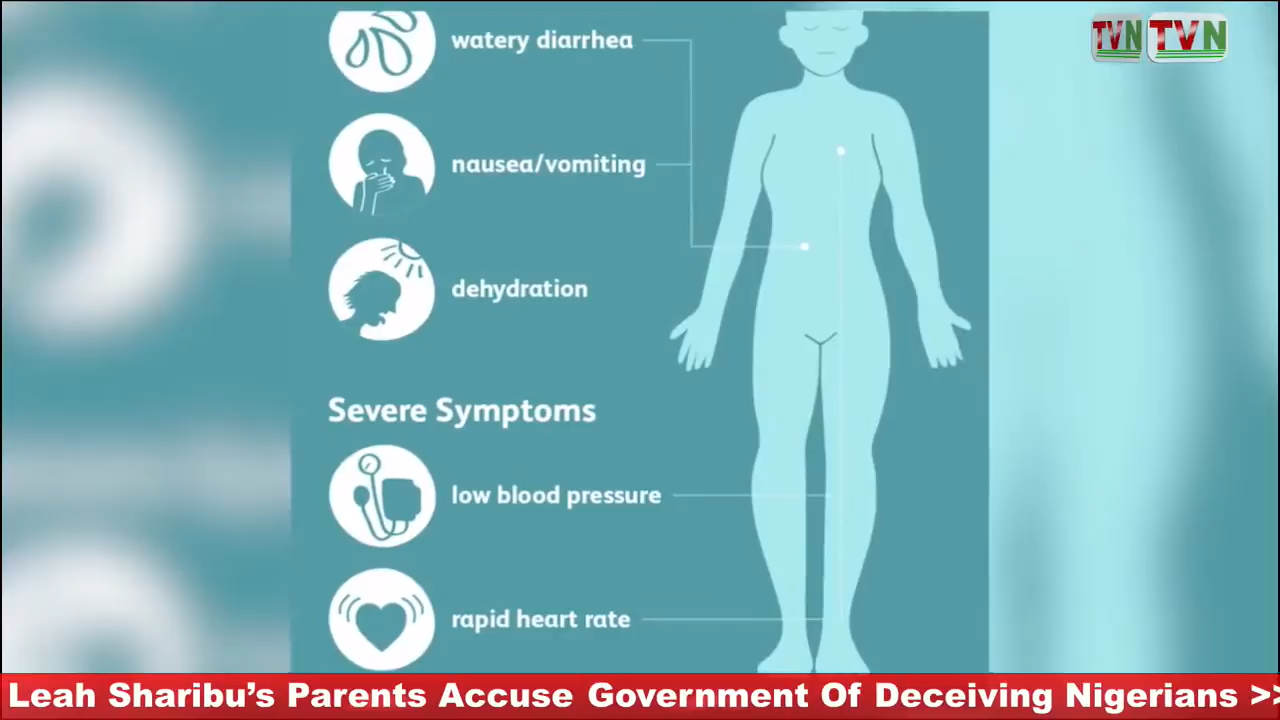 watery diarrhea
TVN TVN
nausea/vomiting
dehydration
Severe Symptoms
low blood pressure
rapid heart rate
Leah Sharibu's Parents Accuse Government Of Deceiving Nigerians >>